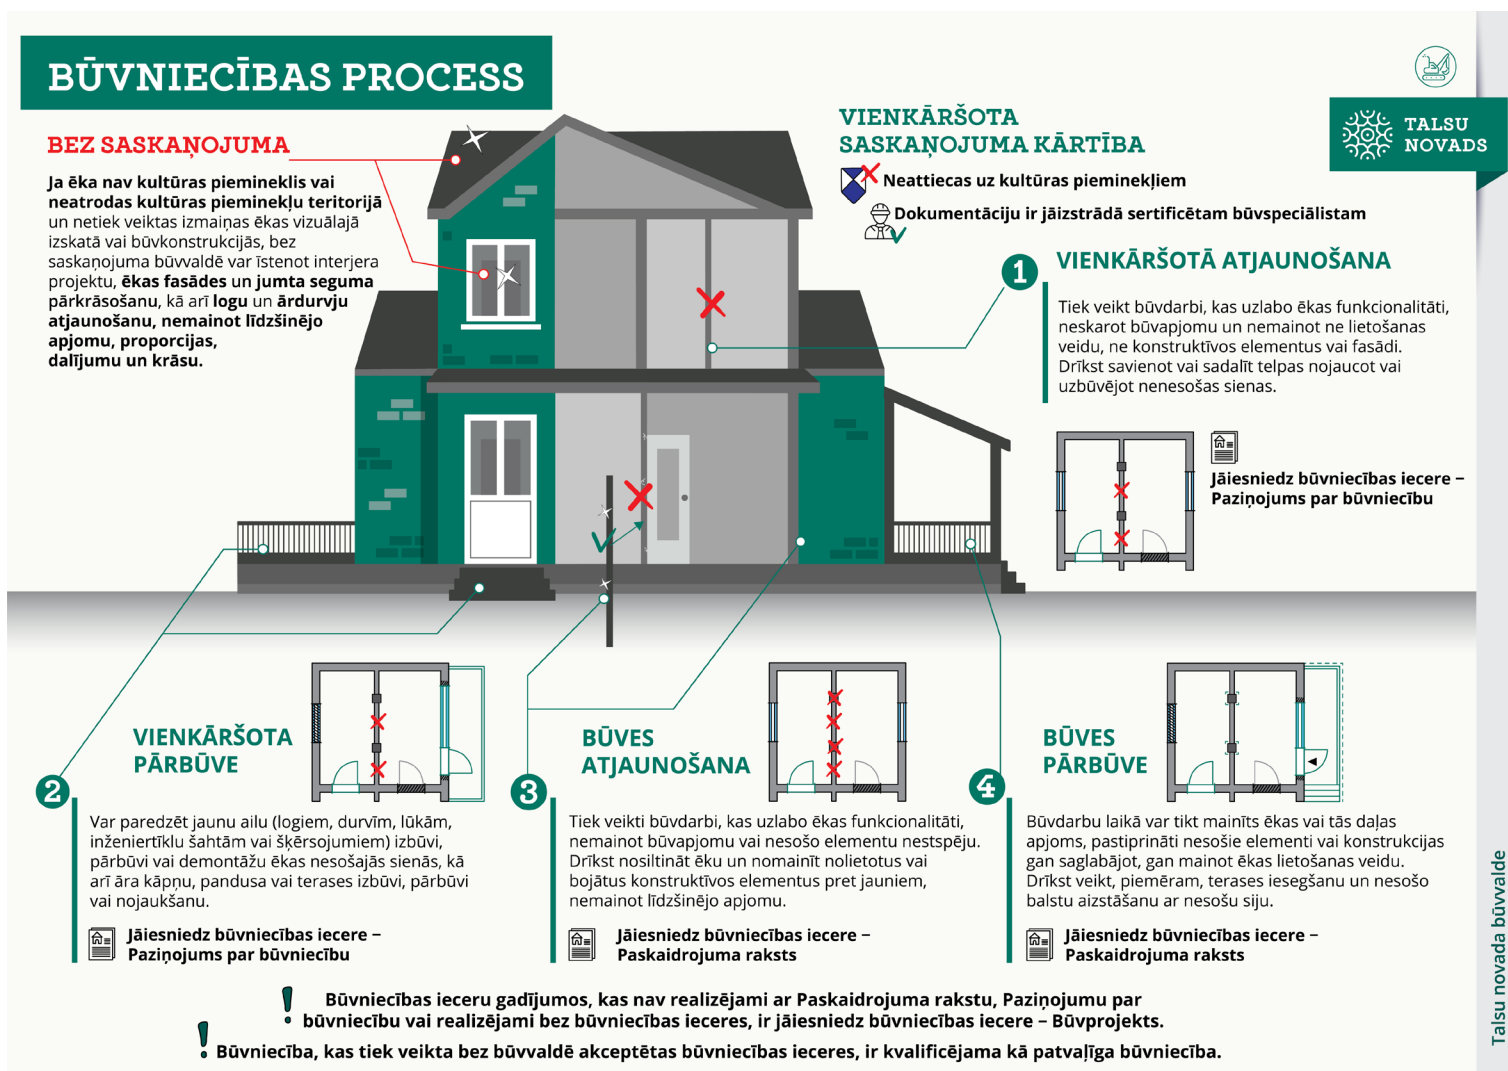 BŪVNIECĪBAS PROCESS
BEZ SASKAŅOJUMA
Ja ēka nav kultūras piemineklis vai
neatrodas kultūras pieminekļu teritorijā
un netiek veiktas izmaiņas ēkas vizuālajā
izskatā vai būvkonstrukcijās, bez
saskaņojuma būvvaldē var īstenot interjera
projektu, ēkas fasādes un jumta seguma
pārkrāsošanu, kā arī logu un ārdurvju
atjaunošanu, nemainot līdzšinējo
apjomu, proporcijas,
dalījumu un krāsu.
VIENKĀRŠOTA
SASKAŅOJUMA KĀRTĪBA
Neattiecas uz kultūras pieminekļiem
Dokumentāciju ir jāizstrādā sertificētam būvspeciālistam
TALSU
NOVADS
1
VIENKĀRŠOTĀ ATJAUNOŠANA
Tiek veikt būvdarbi, kas uzlabo ēkas funkcionalitāti,
neskarot būvapjomu un nemainot ne lietošanas
veidu, ne konstruktīvos elementus vai fasādi.
Drīkst savienot vai sadalīt telpas nojaucot vai
uzbūvējot nenesošas sienas.
Jāiesniedz būvniecības iecere –
Paziņojums par būvniecību
2
VIENKĀRŠOTA
PĀRBŪVE
Var paredzēt jaunu ailu (logiem, durvīm, lūkām,
inženiertīklu šahtām vai šķērsojumiem) izbūvi,
pārbūvi vai demontāžu ēkas nesošajās sienās, kā
arī āra kāpņu, pandusa vai terases izbūvi, pārbūvi
vai nojaukšanu.
Jāiesniedz būvniecības iecere –
Paziņojums par būvniecību
3
BŪVES
ATJAUNOŠANA
Tiek veikti būvdarbi, kas uzlabo ēkas funkcionalitāti,
nemainot būvapjomu vai nesošo elementu nestspēju.
Drīkst nosiltināt ēku un nomainīt nolietotus vai
bojātus konstruktīvos elementus pret jauniem,
nemainot līdzšinējo apjomu.
Jāiesniedz būvniecības iecere –
Paskaidrojuma raksts
4
BŪVES
PĀRBŪVE
Būvdarbu laikā var tikt mainīts ēkas vai tās daļas
apjoms, pastiprināti nesošie elementi vai konstrukcijas
gan saglabājot, gan mainot ēkas lietošanas veidu.
Drīkst veikt, piemēram, terases iesegšanu un nesošo
balstu aizstāšanu ar nesošu siju.
Jāiesniedz būvniecības iecere –
Paskaidrojuma raksts
! Būvniecības ieceru gadījumos, kas nav realizējami ar Paskaidrojuma rakstu, Paziņojumu par
būvniecību vai realizējami bez būvniecības ieceres, ir jāiesniedz būvniecības iecere – Būvprojekts.
! Būvniecība, kas tiek veikta bez būvvaldē akceptētas būvniecības ieceres, ir kvalificējama kā patvaļīga būvniecība.
Talsu novada būvvalde